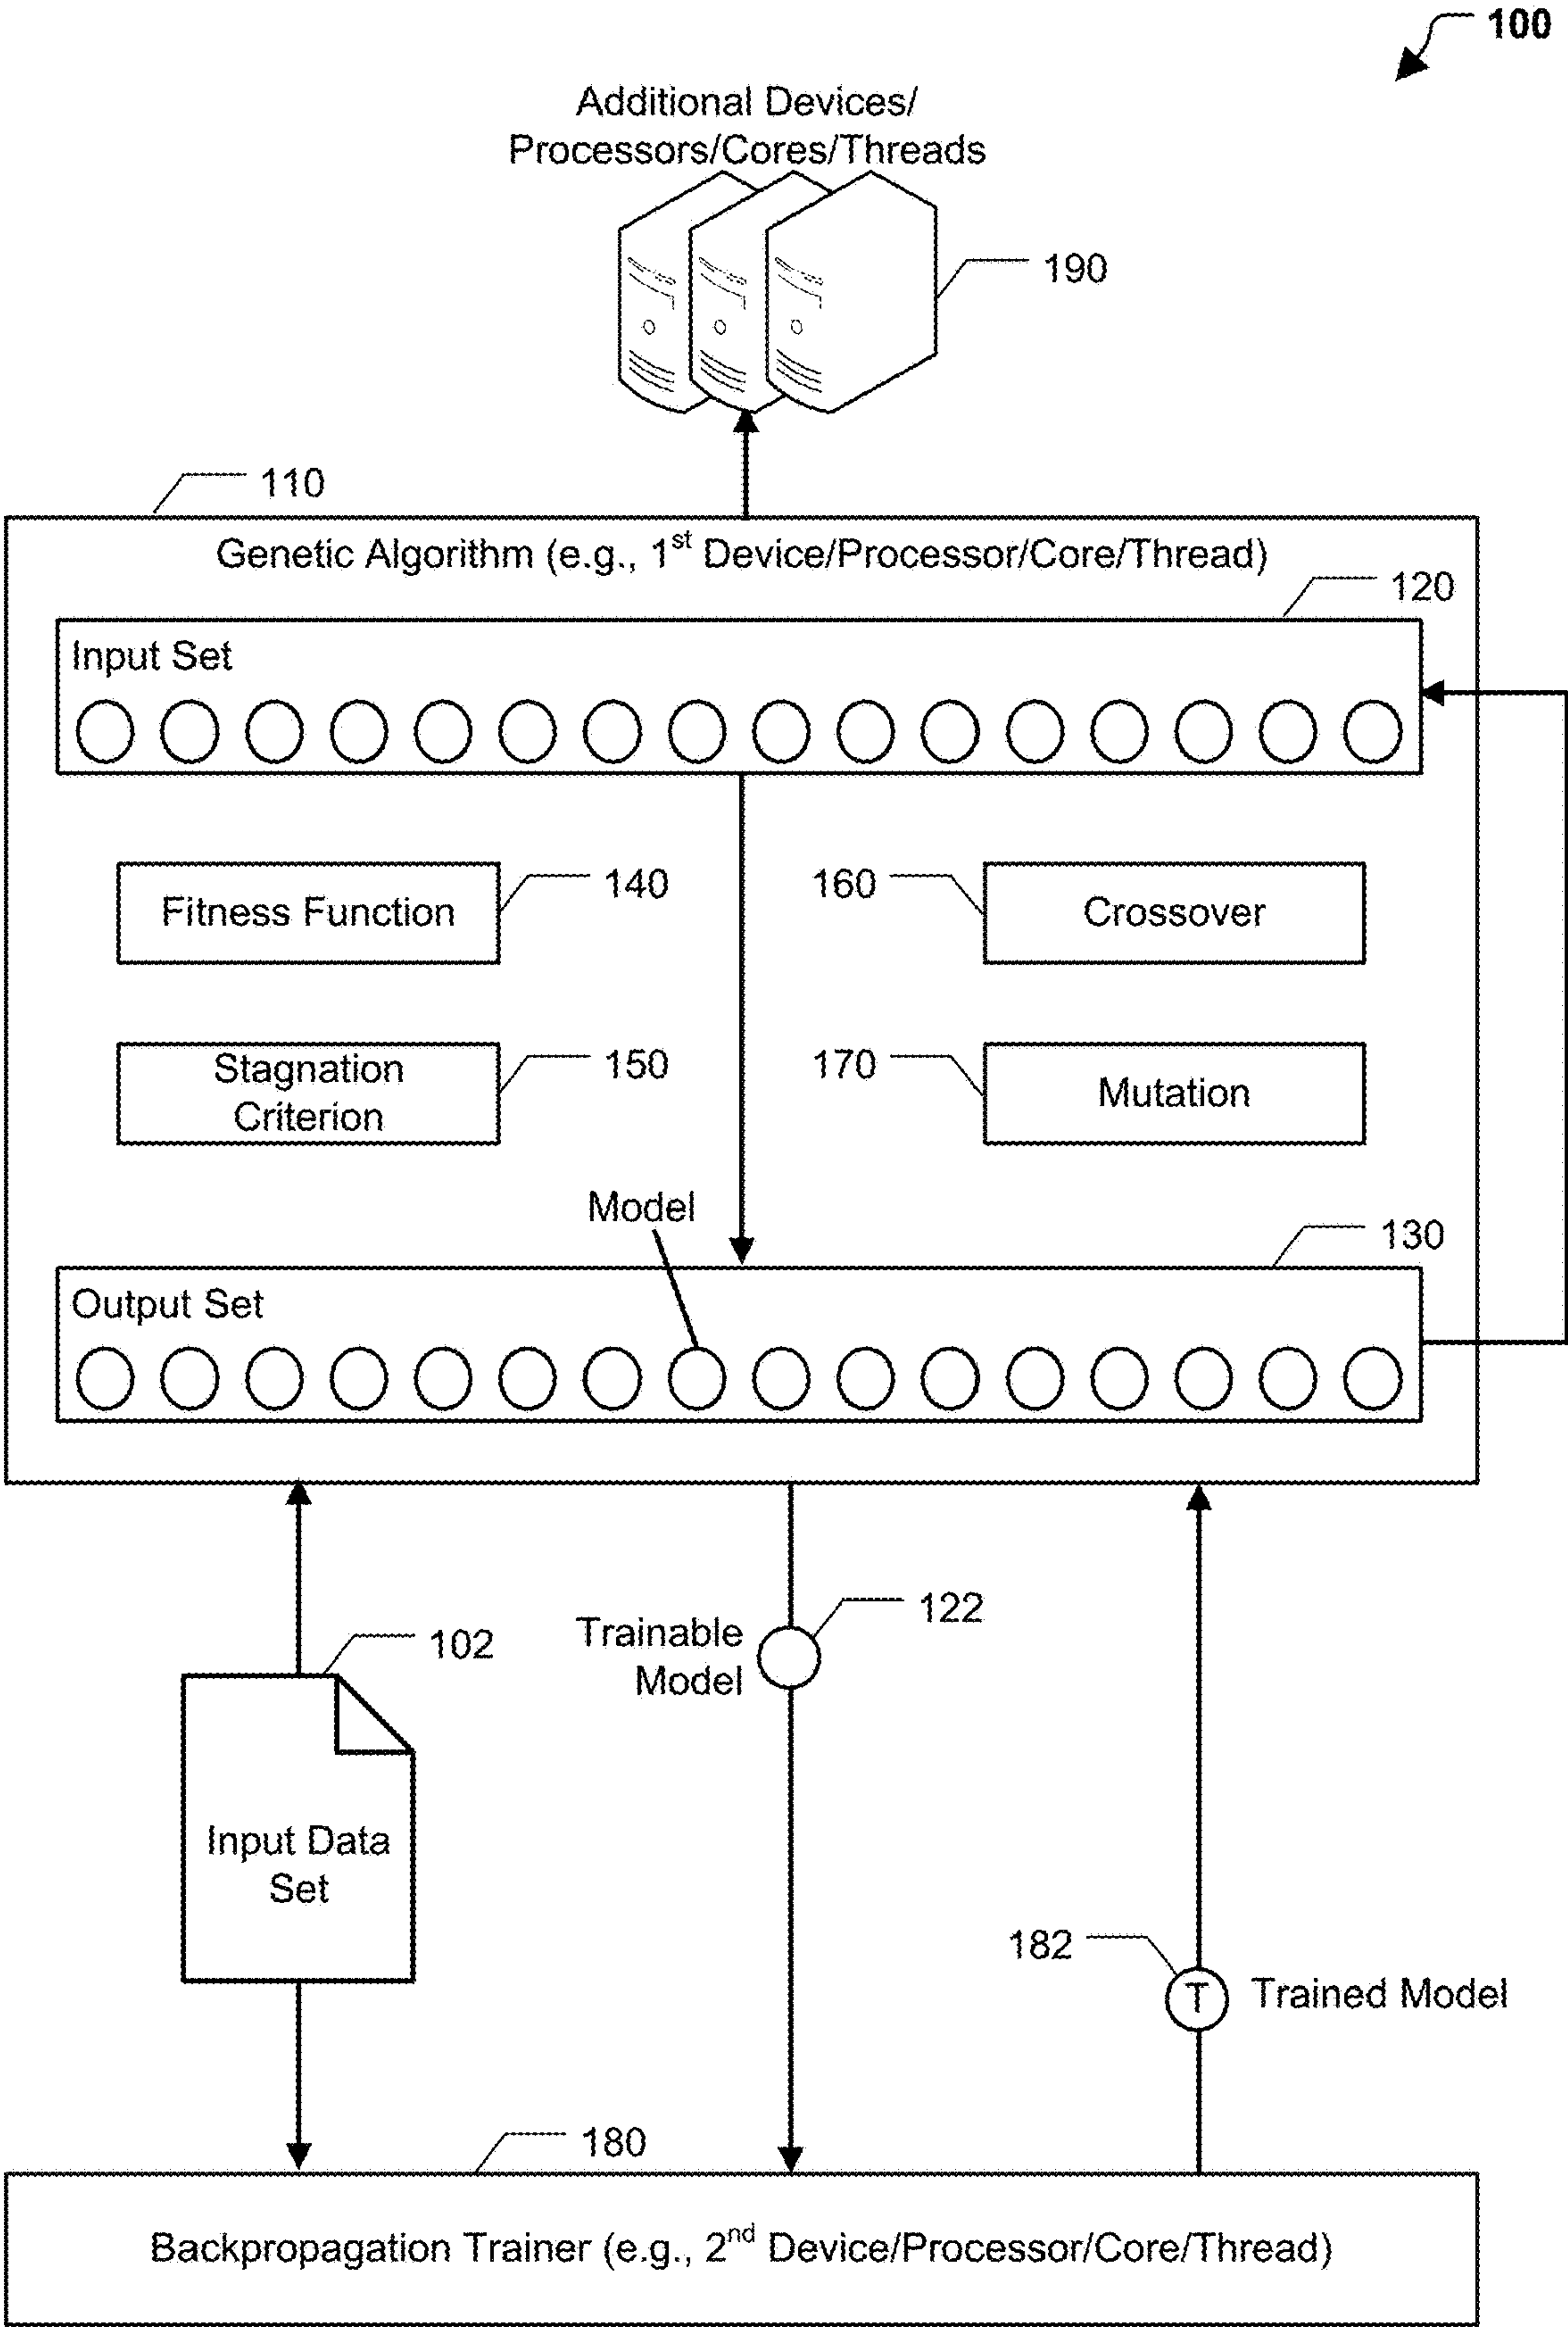 100
Additional Devices/
Processors/Cores/Threads
190
110
Genetic Algorithm (e.g., 1st Device/Processor/Core/Thread)
120
Input Set
Fitness Function
140
160
Crossover
Stagnation
Criterion
150
170
Mutation
Model
130
Output Set
102
Input Data
Set
Trainable
Model
122
182
T
Trained Model
180
Backpropagation Trainer (e.g., 2nd Device/Processor/Core/Thread)